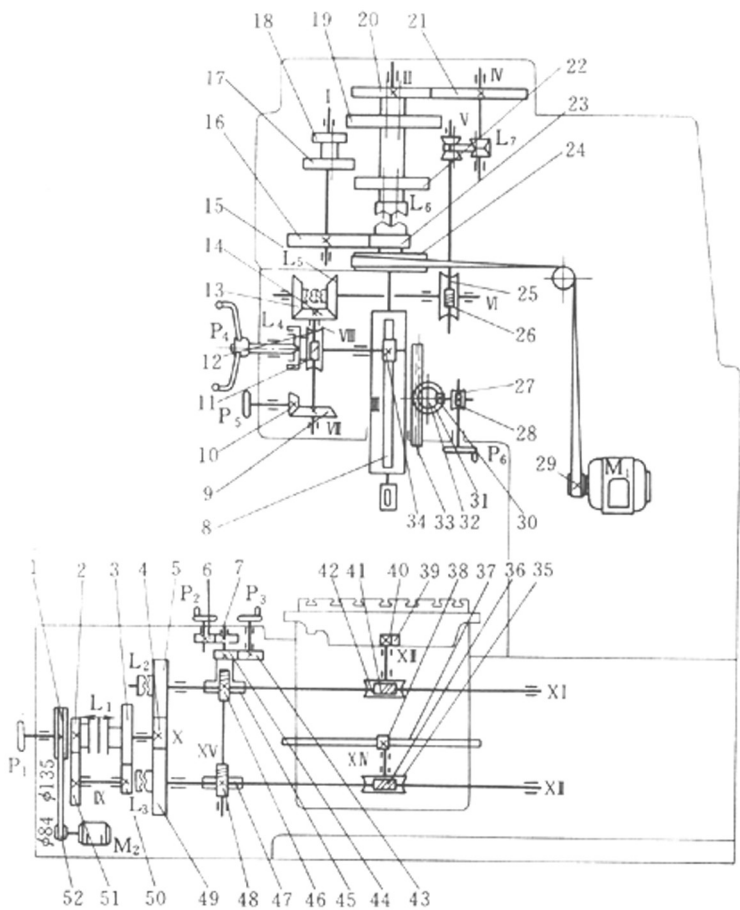 18 19 20 21
II IV 22
17 I V 23
16 L7 24
L6
15
14 L5
13 25 VI
26
P4 L4 VIII
12 27
11 III 28
P5 P6
10 VII M1
9 29
31 30
8 34 33 32
1 2 3 4 5 6 7 42 41 40 39 38 37 36 35
P2 P3
XII
L2
L1 XI
X
P1 XV XIV
φ135 IX L3 XII
φ84 M2
52 51 50 49 48 47 46 45 44 43